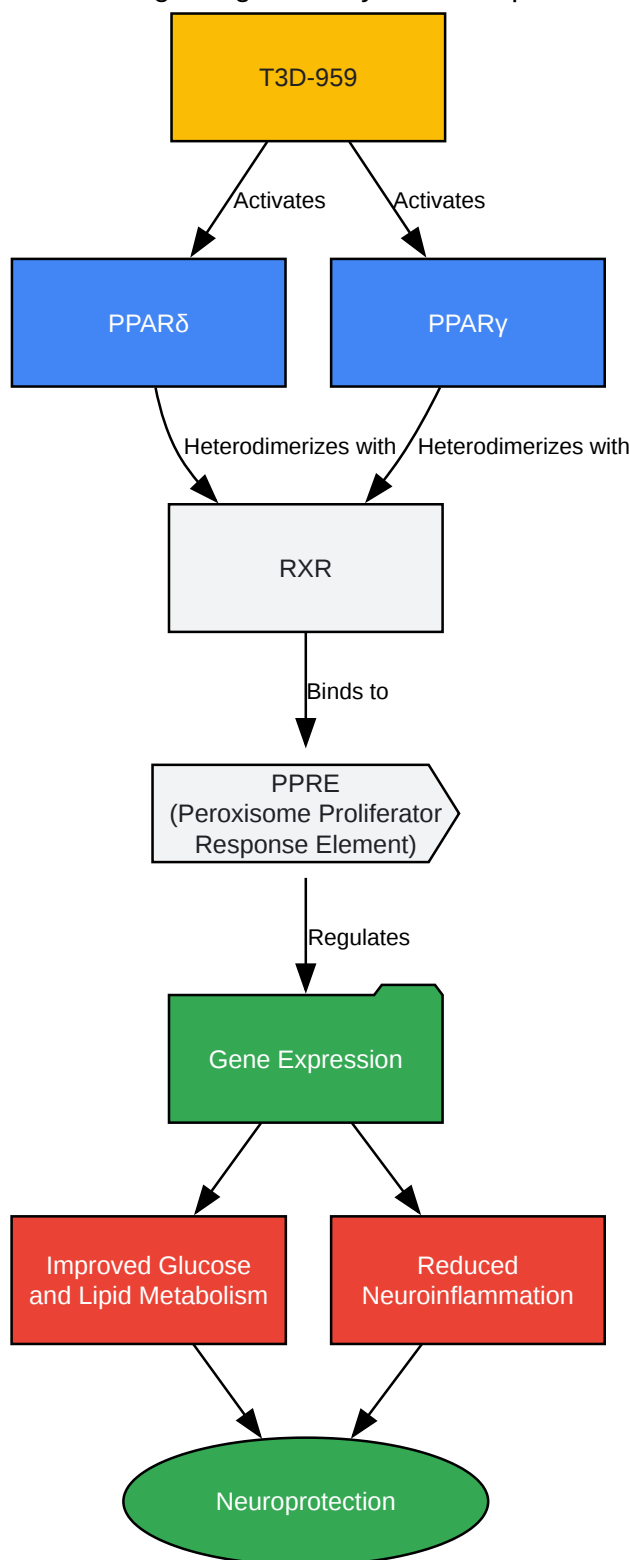 T3D-959
Activates
Activates
PPARδ
PPARγ
Heterodimerizes with
Heterodimerizes with
RXR
Binds to
PPRE
(Peroxisome Proliferator
Response Element)
Regulates
Gene Expression
Improved Glucose
and Lipid Metabolism
Reduced
Neuroinflammation
Neuroprotection